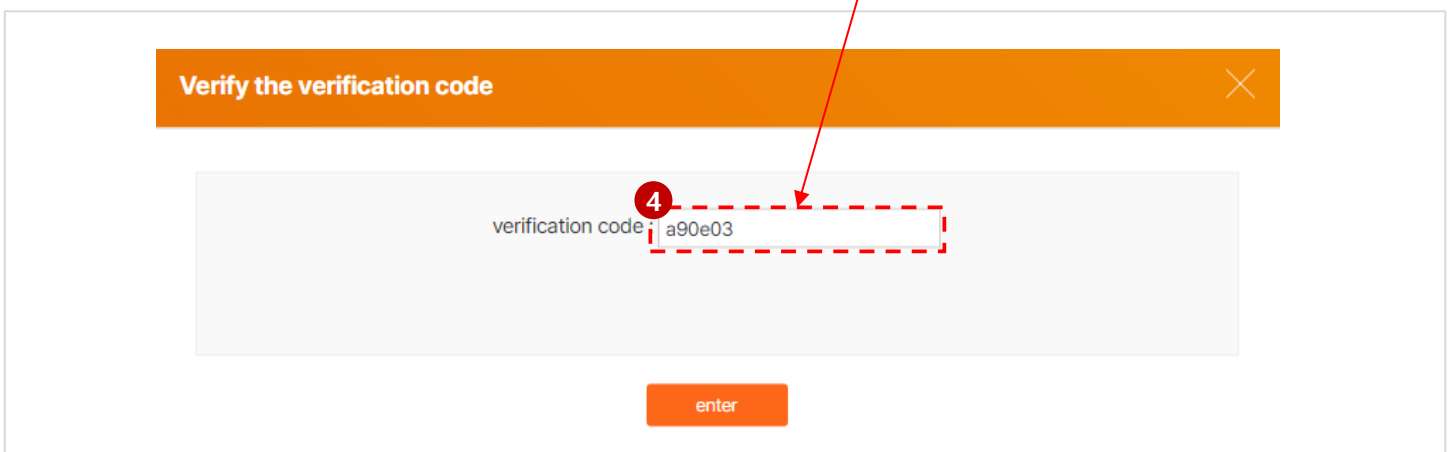 Verify the verification code
4
verification code : a90e03
enter